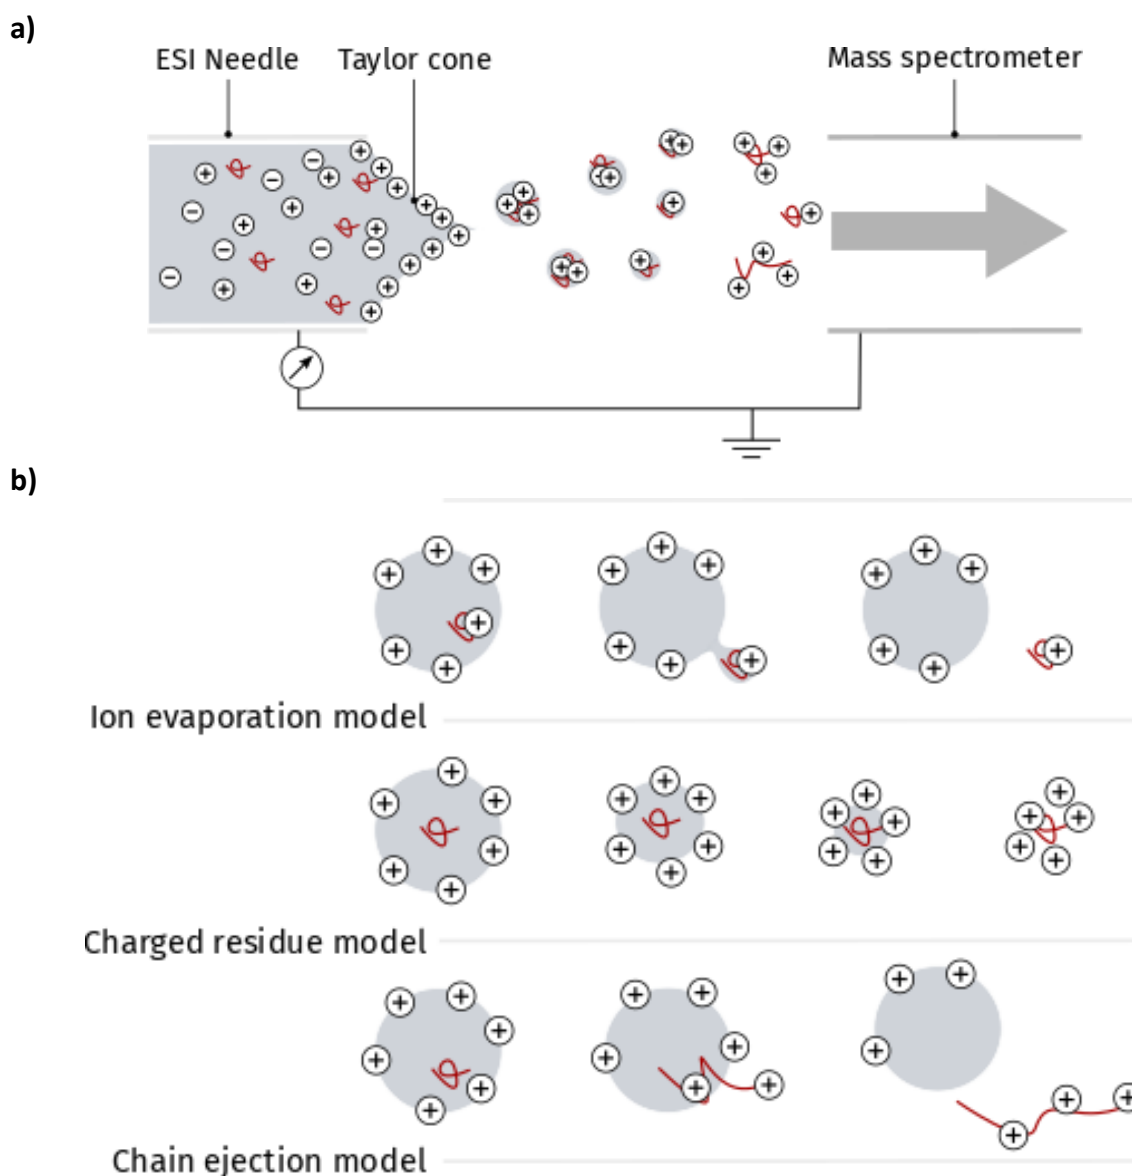 a)
ESI Needle Taylor cone Mass spectrometer
b)
Ion evaporation model
Charged residue model
Chain ejection model